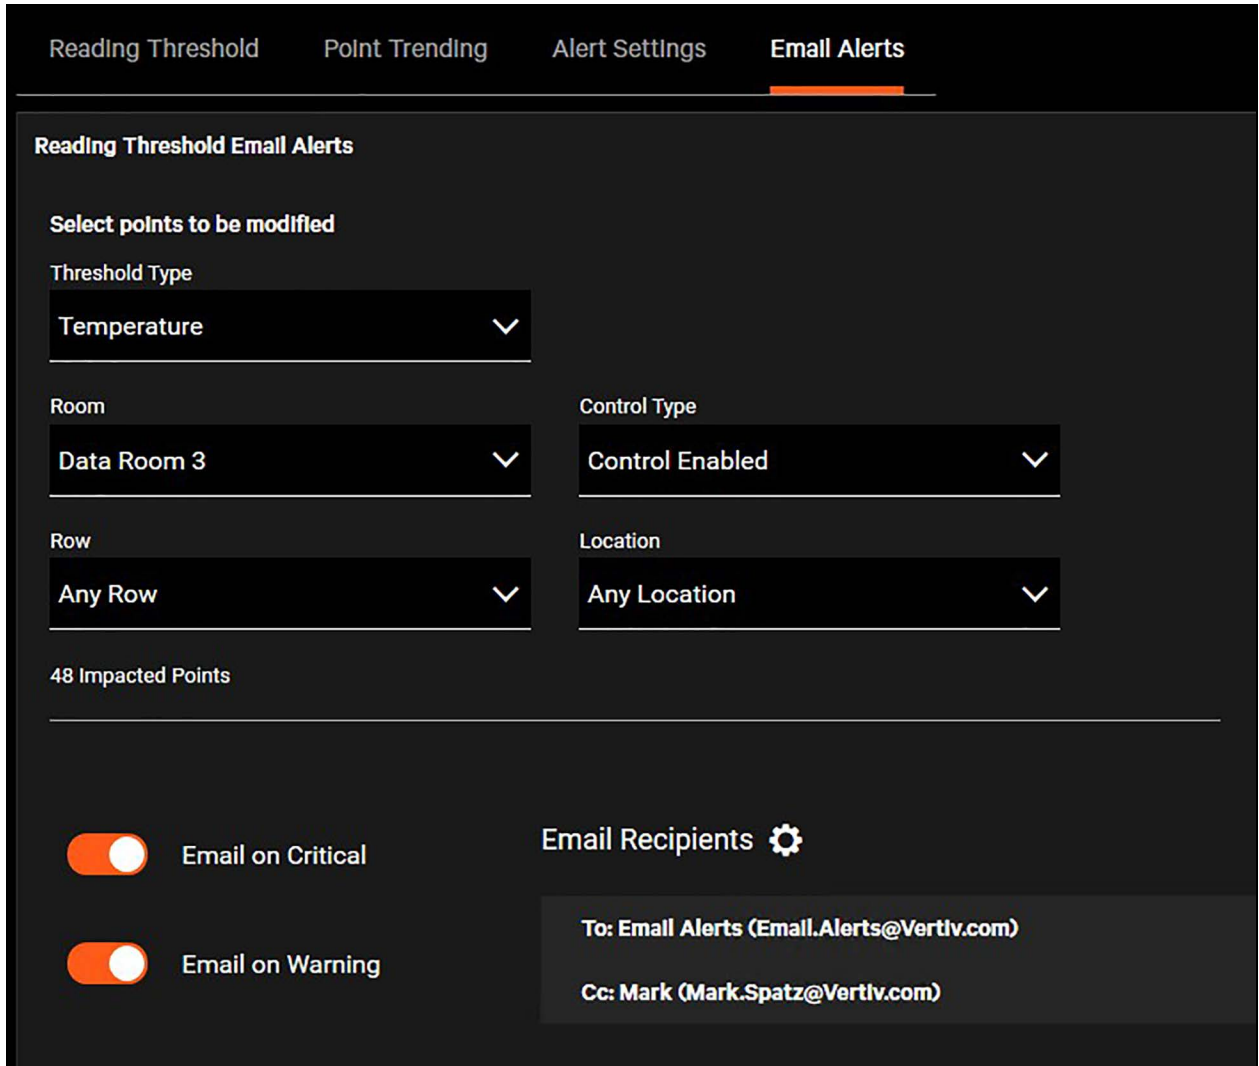 Reading Threshold Point Trending Alert Settings Email Alerts
Reading Threshold Email Alerts
Select points to be modified
Threshold Type
Temperature
Room Control Type
Data Room 3 Control Enabled
Row Location
Any Row Any Location
48 Impacted Points
Email Recipients
Email on Critical
To: Email Alerts (Email.Alerts@Vertiv.com)
Email on Warning
Cc: Mark (Mark.Spatz@Vertiv.com)